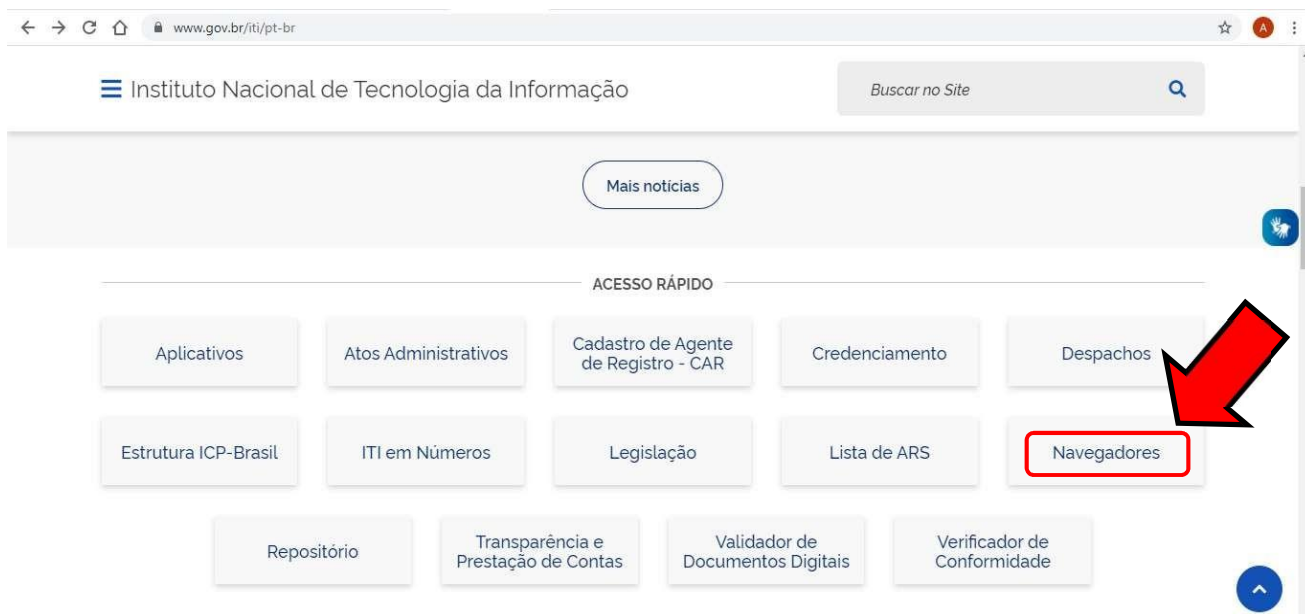 www.gov.br/iti/pt-br
A
Instituto Nacional de Tecnologia da Informação
Buscar no Site
Mais notícias
ACESSO RÁPIDO
Aplicativos
Atos Administrativos
Cadastro de Agente
de Registro - CAR
Credenciamento
Despachos
Estrutura ICP-Brasil
ITI em Números
Legislação
Lista de ARS
Navegadores
Repositório
Transparência e
Prestação de Contas
Validador de
Documentos Digitais
Verificador de
Conformidade